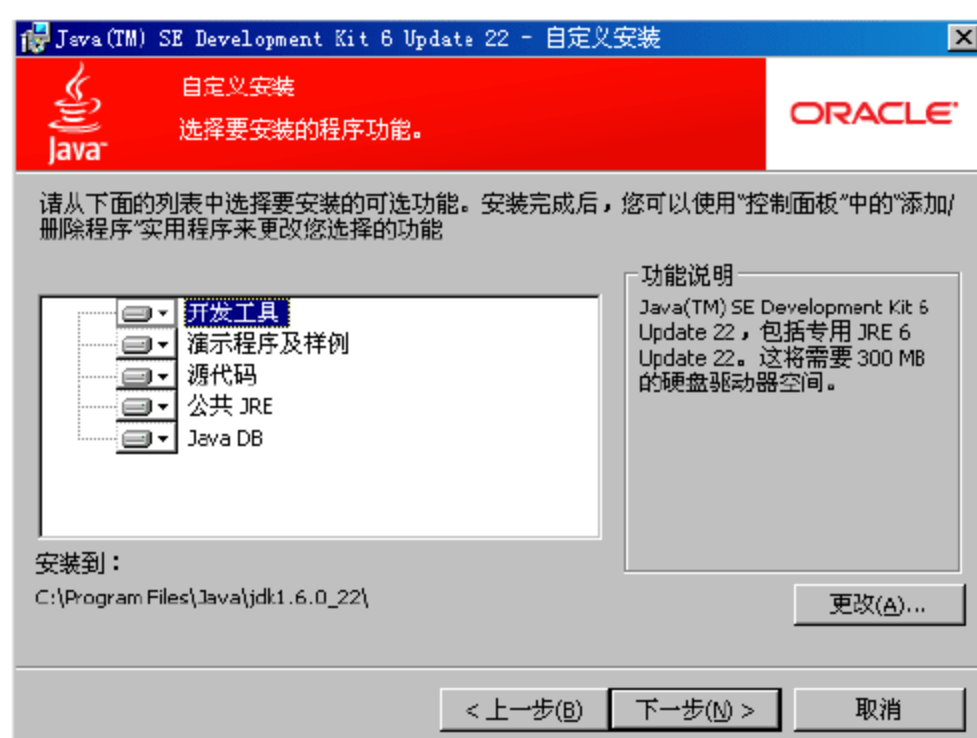 Java(TM) SE Development Kit 6 Update 22 - 自定义安装
自定义安装
选择要安装的程序功能。
Java
ORACLE
请从下面的列表中选择要安装的可选功能。安装完成后，您可以使用"控制面板"中的"添加/
删除程序"实用程序来更改您选择的功能
功能说明
开发工具
演示程序及样例
源代码
公共 JRE
Java DB
Java(TM) SE Development Kit 6
Update 22，包括专用 JRE 6
Update 22。这将需要 300 MB
的硬盘驱动器空间。
安装到：
C:\Program Files\Java\jdk1.6.0_22\
更改(A)...
< 上一步(B)
下一步(N) >
取消